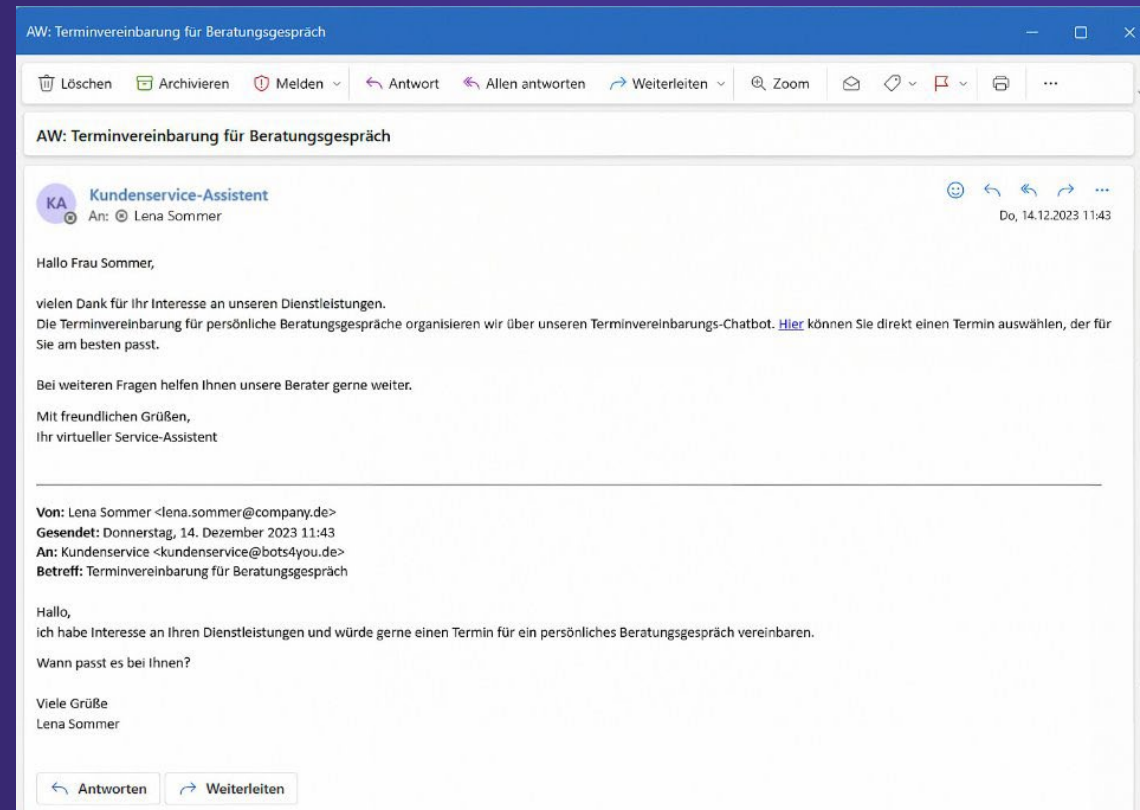 AW: Terminvereinbarung für Beratungsgespräch
Löschen Archivieren Melden Antwort Allen antworten Weiterleiten Zoom ...
AW: Terminvereinbarung für Beratungsgespräch
KA Kundenservice-Assistent
An: Lena Sommer
Do, 14.12.2023 11:43
Hallo Frau Sommer,
vielen Dank für Ihr Interesse an unseren Dienstleistungen.
Die Terminvereinbarung für persönliche Beratungsgespräche organisieren wir über unseren Terminvereinbarungs-Chatbot. Hier können Sie direkt einen Termin auswählen, der für
Sie am besten passt.
Bei weiteren Fragen helfen Ihnen unsere Berater gerne weiter.
Mit freundlichen Grüßen,
Ihr virtueller Service-Assistent
Von: Lena Sommer <lena.sommer@company.de>
Gesendet: Donnerstag, 14. Dezember 2023 11:43
An: Kundenservice <kundenservice@bots4you.de>
Betreff: Terminvereinbarung für Beratungsgespräch
Hallo,
ich habe Interesse an Ihren Dienstleistungen und würde gerne einen Termin für ein persönliches Beratungsgespräch vereinbaren.
Wann passt es bei Ihnen?
Viele Grüße
Lena Sommer
Antworten Weiterleiten